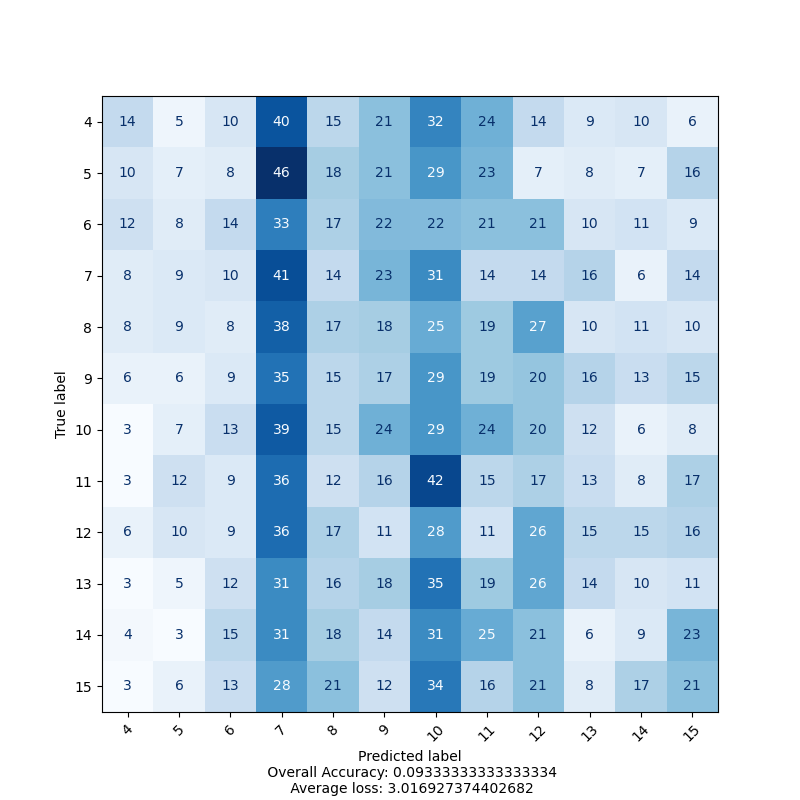 4 14 5 10 40 15 21 32 24 14 9 10 6
5 10 7 8 46 18 21 29 23 7 8 7 16
6 12 8 14 33 17 22 22 21 21 10 11 9
7 8 9 10 41 14 23 31 14 14 16 6 14
8 8 9 8 38 17 18 25 19 27 10 11 10
9 6 6 9 35 15 17 29 19 20 16 13 15
True label
10 3 7 13 39 15 24 29 24 20 12 6 8
11 3 12 9 36 12 16 42 15 17 13 8 17
12 6 10 9 36 17 11 28 11 26 15 15 16
13 3 5 12 31 16 18 35 19 26 14 10 11
14 4 3 15 31 18 14 31 25 21 6 9 23
15 3 6 13 28 21 12 34 16 21 8 17 21
4 5 6 7 8 9 10 11 12 13 14 15
Predicted label
Overall Accuracy: 0.09333333333333334
Average loss: 3.016927374402682